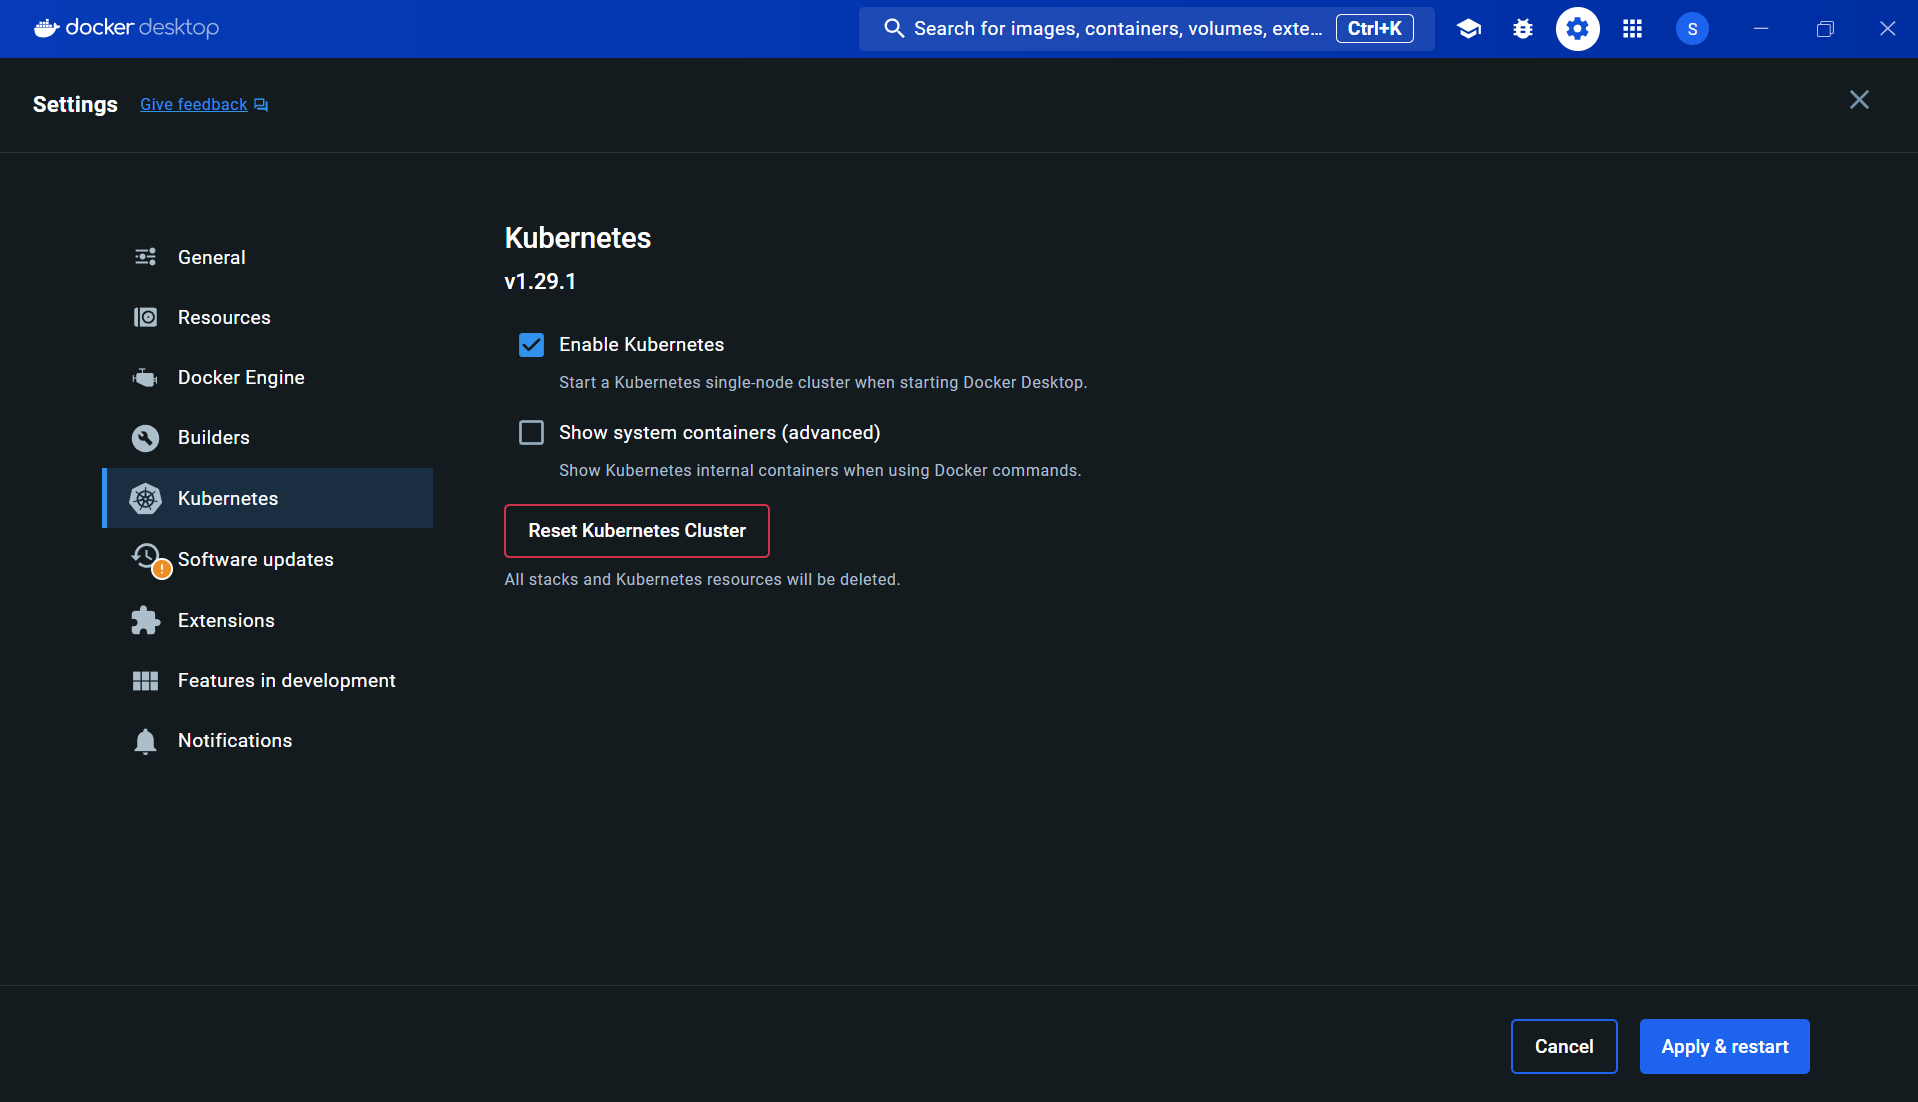 docker desktop
Search for images, containers, volumes, exte... Ctrl+K
S
Settings Give feedback
General
Resources
Docker Engine
Builders
Kubernetes
Software updates
Extensions
Features in development
Notifications
Kubernetes
v1.29.1
Enable Kubernetes
Start a Kubernetes single-node cluster when starting Docker Desktop.
Show system containers (advanced)
Show Kubernetes internal containers when using Docker commands.
Reset Kubernetes Cluster
All stacks and Kubernetes resources will be deleted.
Cancel
Apply & restart